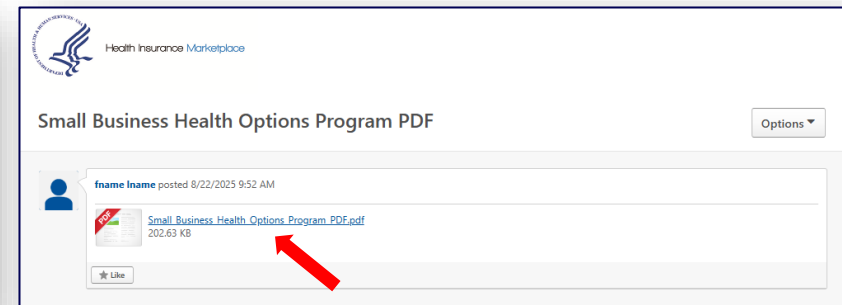 Health Insurance Marketplace
Small Business Health Options Program PDF
Options
fname lname posted 8/22/2025 9:52 AM
PDF
Small Business Health Options Program PDF.pdf
202.63 KB
Like